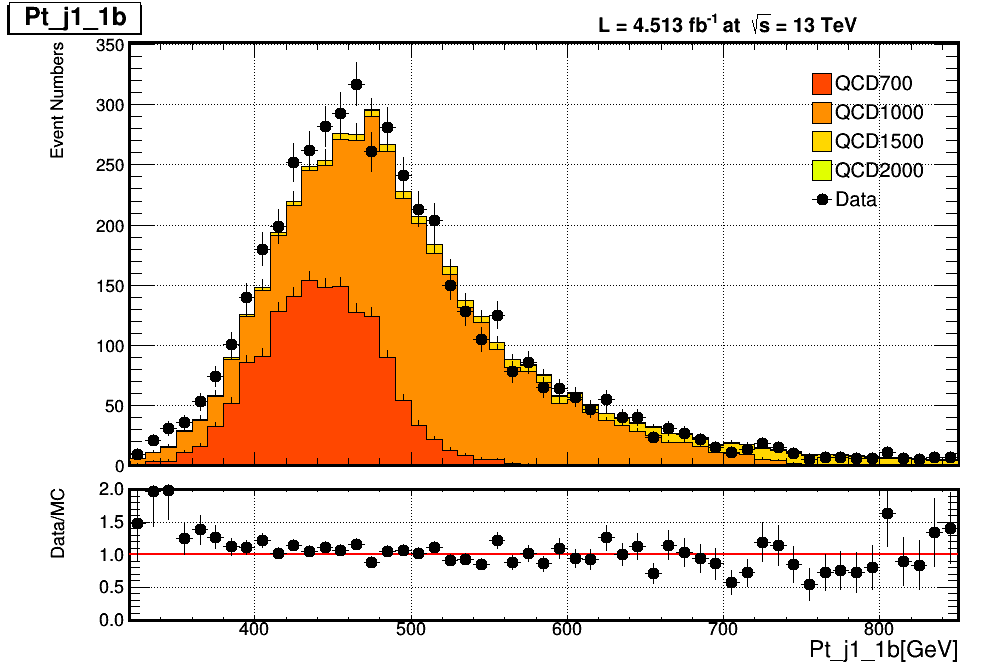 Pt_j1_1b
L = 4.513 fb-1 at √s = 13 TeV
Event Numbers
350
300
250
200
150
100
50
0
QCD700
QCD1000
QCD1500
QCD2000
Data
Data/MC
2.0
1.5
1.0
0.5
0.0
400 500 600 700 800
Pt_j1_1b[GeV]